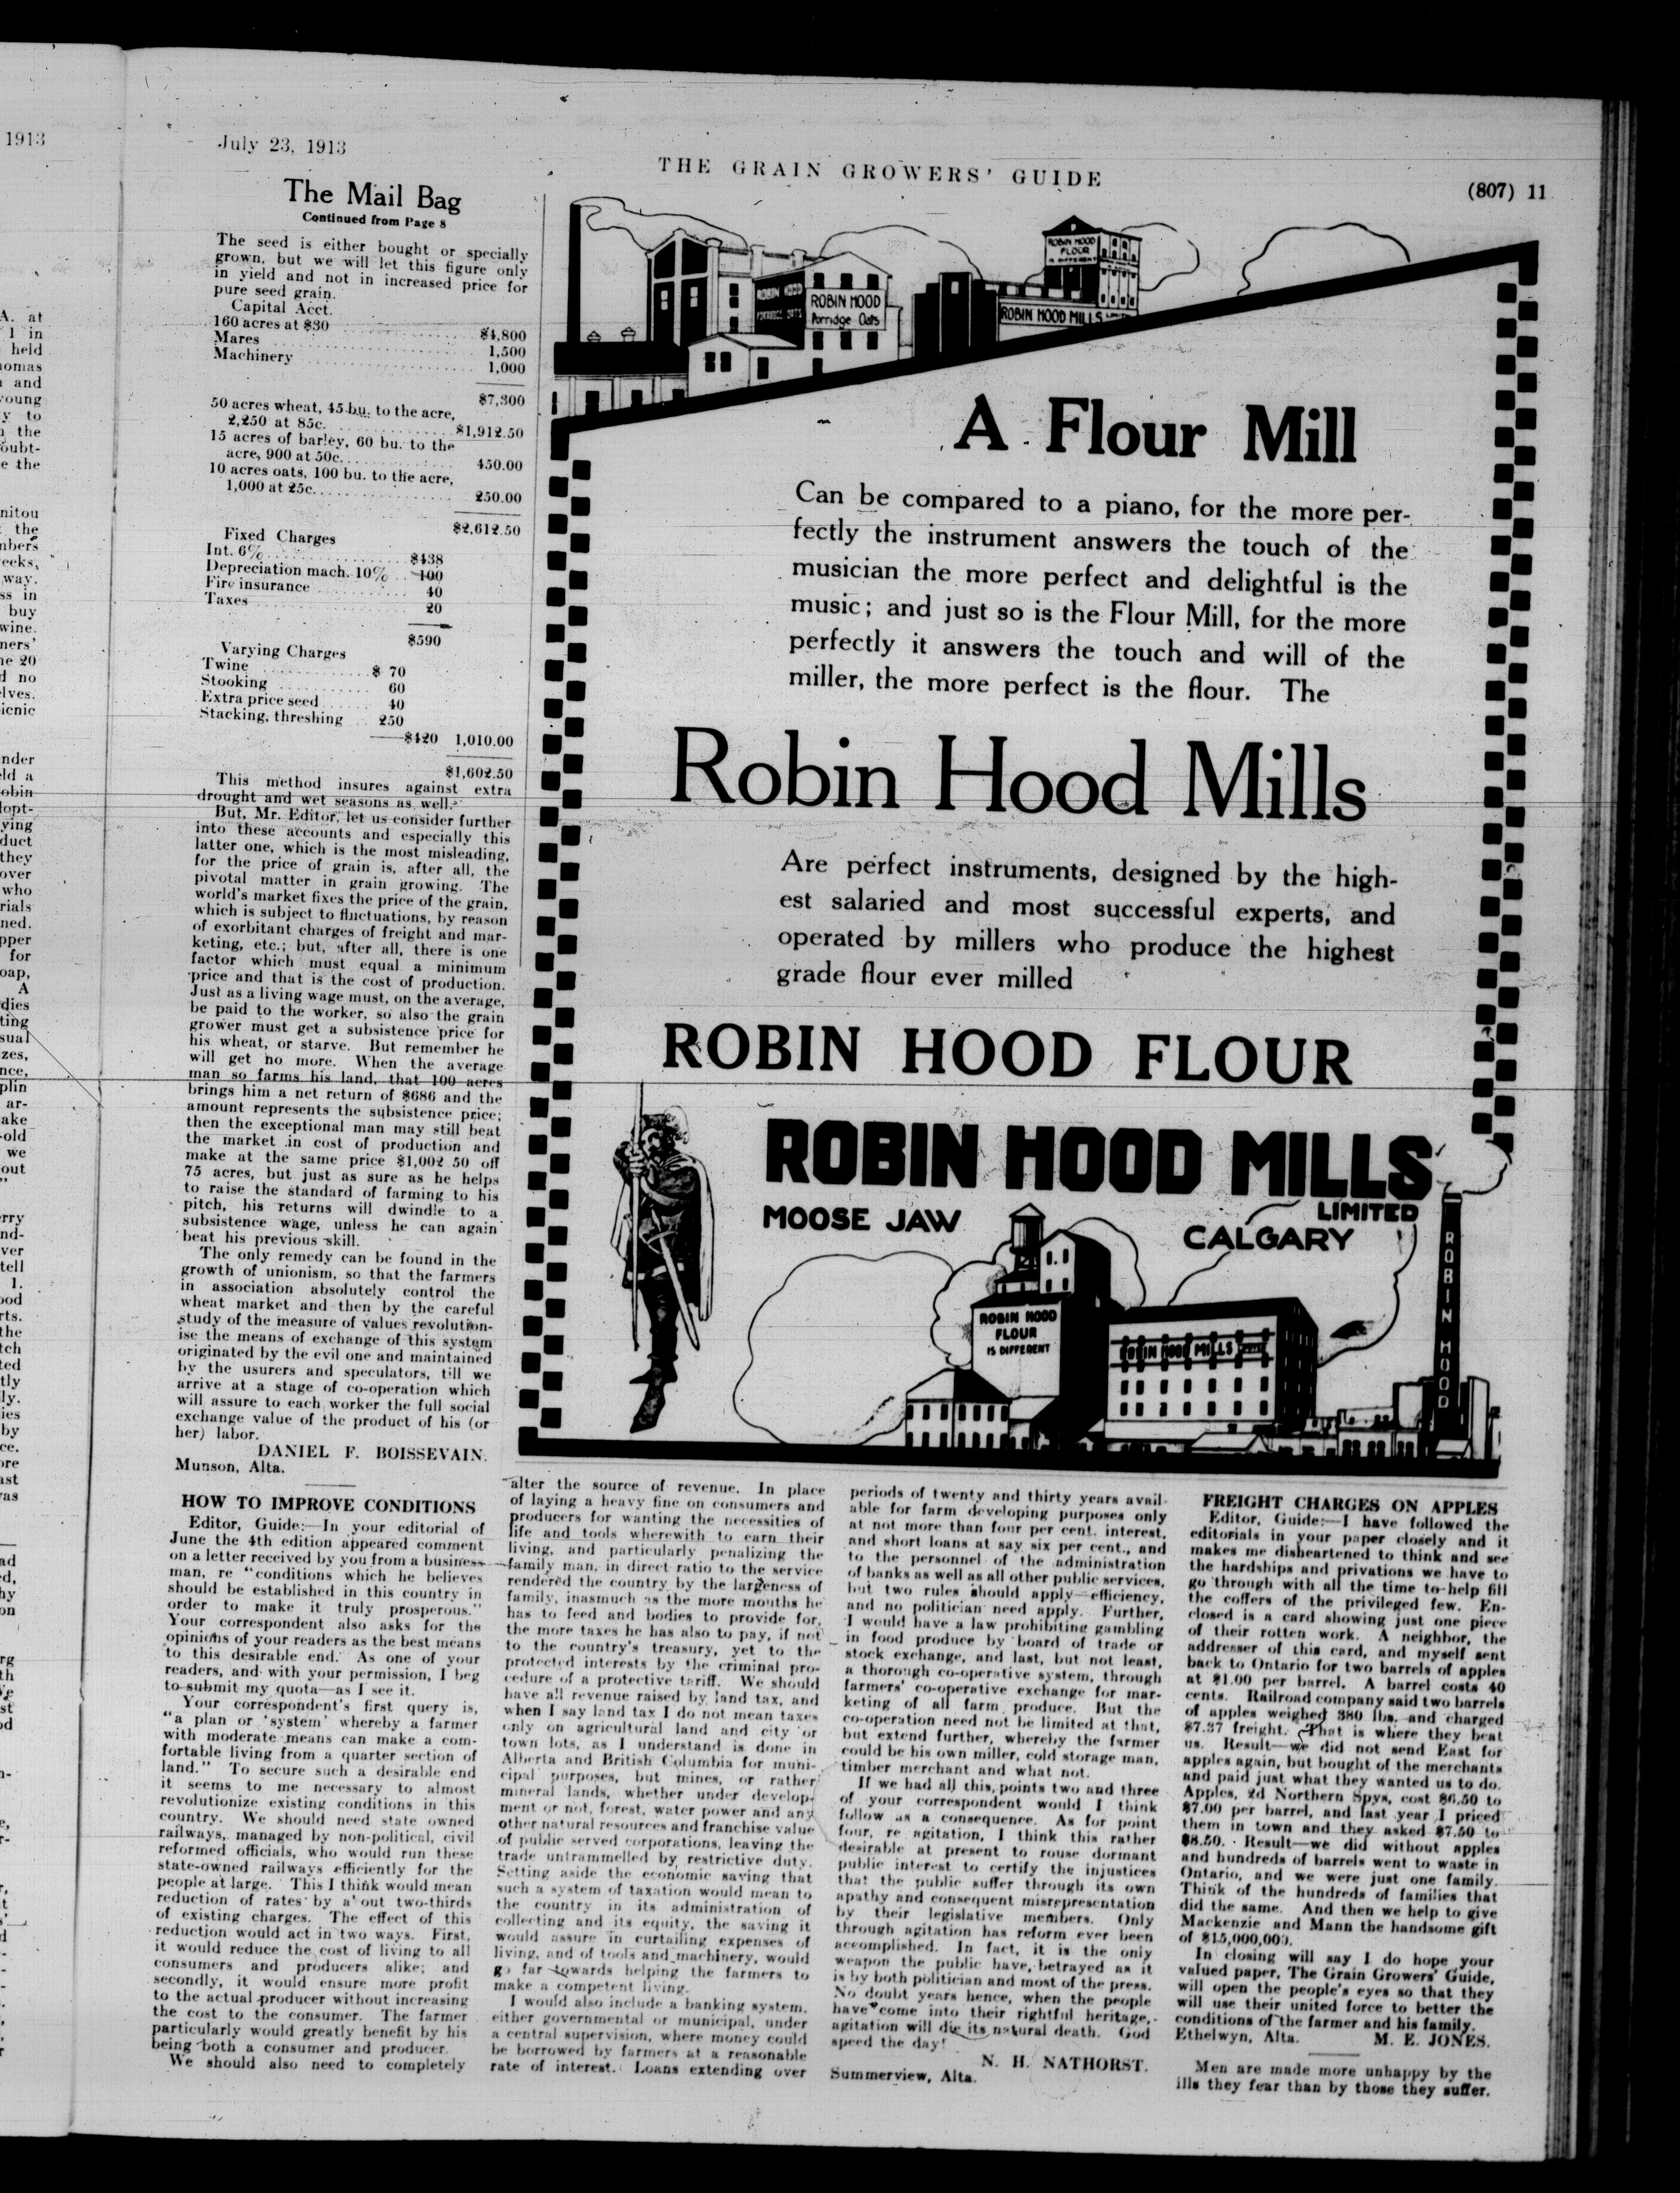 July 23, 1913
THE GRAIN GROWERS' GUIDE
(807) 11
The Mail Bag
Continued from Page 8
The seed is either bought or specially
grown, but we will let this figure only
in yield and not in increased price for
pure seed grain.
Capital Acct.
160 acres at $30 $4,800
Mares 1,500
Machinery 1,000
$7,300
50 acres wheat, 45 bu. to the acre,
2,250 at 85c. $1,912.50
15 acres of barley, 60 bu. to the
acre, 900 at 50c. 450.00
10 acres oats, 100 bu. to the acre,
1,000 at 25c. 250.00
$2,612.50
Fixed Charges
Int. 6% $438
Depreciation mach. 10% 100
Fire insurance 40
Taxes 20
$590
Varying Charges
Twine $ 70
Stooking 60
Extra price seed 40
Stacking, threshing 250
$420 1,010.00
$1,602.50
This method insures against extra
drought and wet seasons as well.
But, Mr. Editor, let us consider further
into these accounts and especially this
latter one, which is the most misleading,
for the price of grain is, after all, the
pivotal matter in grain growing. The
world's market fixes the price of the grain,
which is subject to fluctuations, by reason
of exorbitant charges of freight and mar-
keting, etc.; but, after all, there is one
factor which must equal a minimum
price and that is the cost of production.
Just as a living wage must, on the average,
be paid to the worker, so also the grain
grower must get a subsistence price for
his wheat, or starve. But remember he
will get no more. When the average
man so farms his land, that 100 acres
brings him a net return of $686 and the
amount represents the subsistence price;
then the exceptional man may still beat
the market in cost of production and
make at the same price $1,002 50 off
75 acres, but just as sure as he helps
to raise the standard of farming to his
pitch, his returns will dwindle to a
subsistence wage, unless he can again
beat his previous skill.
The only remedy can be found in the
growth of unionism, so that the farmers
in association absolutely control the
wheat market and then by the careful
study of the measure of values revolution-
ise the means of exchange of this system
originated by the evil one and maintained
by the usurers and speculators, till we
arrive at a stage of co-operation which
will assure to each worker the full social
exchange value of the product of his (or
her) labor.
DANIEL F. BOISSEVAIN.
Munson, Alta.
ROBIN HOOD
PORRIDGE OATS
ROBIN HOOD
Porridge Oats
ROBIN HOOD
FLOUR
IS DIFFERENT
ROBIN HOOD MILLS
A Flour Mill
Can be compared to a piano, for the more per-
fectly the instrument answers the touch of the
musician the more perfect and delightful is the
music; and just so is the Flour Mill, for the more
perfectly it answers the touch and will of the
miller, the more perfect is the flour. The
Robin Hood Mills
Are perfect instruments, designed by the high-
est salaried and most successful experts, and
operated by millers who produce the highest
grade flour ever milled
ROBIN HOOD FLOUR
ROBIN HOOD MILLS
LIMITED
MOOSE JAW
CALGARY
ROBIN HOOD
FLOUR
IS DIFFERENT
ROBIN HOOD MILLS
ROBIN HOOD
HOW TO IMPROVE CONDITIONS
Editor, Guide:—In your editorial of
June the 4th edition appeared comment
on a letter received by you from a business
man, re "conditions which he believes
should be established in this country in
order to make it truly prosperous."
Your correspondent also asks for the
opinions of your readers as the best means
to this desirable end. As one of your
readers, and with your permission, I beg
to submit my quota—as I see it.
Your correspondent's first query is,
"a plan or 'system' whereby a farmer
with moderate means can make a com-
fortable living from a quarter section of
land." To secure such a desirable end
it seems to me necessary to almost
revolutionize existing conditions in this
country. We should need state owned
railways, managed by non-political, civil
reformed officials, who would run these
state-owned railways efficiently for the
people at large. This I think would mean
reduction of rates by a' out two-thirds
of existing charges. The effect of this
reduction would act in two ways. First,
it would reduce the cost of living to all
consumers and producers alike; and
secondly, it would ensure more profit
to the actual producer without increasing
the cost to the consumer. The farmer
particularly would greatly benefit by his
being both a consumer and producer.
We should also need to completely
alter the source of revenue. In place
of laying a heavy fine on consumers and
producers for wanting the necessities of
life and tools wherewith to earn their
living, and particularly penalizing the
family man, in direct ratio to the service
rendered the country by the largeness of
family, inasmuch as the more mouths he
has to feed and bodies to provide for,
the more taxes he has also to pay, if not
to the country's treasury, yet to the
protected interests by the criminal pro-
cedure of a protective tariff. We should
have all revenue raised by land tax, and
when I say land tax I do not mean taxes
only on agricultural land and city or
town lots, as I understand is done in
Alberta and British Columbia for muni-
cipal purposes, but mines, or rather
mineral lands, whether under develop-
ment or not, forest, water power and any
other natural resources and franchise value
of public served corporations, leaving the
trade untrammelled by restrictive duty.
Setting aside the economic saving that
such a system of taxation would mean to
the country in its administration of
collecting and its equity, the saving it
would assure in curtailing expenses of
living, and of tools and machinery, would
go far towards helping the farmers to
make a competent living.
I would also include a banking system,
either governmental or municipal, under
a central supervision, where money could
be borrowed by farmers at a reasonable
rate of interest. Loans extending over
periods of twenty and thirty years avail-
able for farm developing purposes only
at not more than four per cent. interest,
and short loans at say six per cent., and
to the personnel of the administration
of banks as well as all other public services,
but two rules should apply—efficiency,
and no politician need apply. Further,
I would have a law prohibiting gambling
in food produce by board of trade or
stock exchange, and last, but not least,
a thorough co-operative system, through
farmers' co-operative exchange for mar-
keting of all farm produce. But the
co-operation need not be limited at that,
but extend further, whereby the farmer
could be his own miller, cold storage man,
timber merchant and what not.
If we had all this, points two and three
of your correspondent would I think
follow as a consequence. As for point
four, re agitation, I think this rather
desirable at present to rouse dormant
public interest to certify the injustices
that the public suffer through its own
apathy and consequent misrepresentation
by their legislative members. Only
through agitation has reform ever been
accomplished. In fact, it is the only
weapon the public have, betrayed as it
is by both politician and most of the press.
No doubt years hence, when the people
have come into their rightful heritage,
agitation will die its natural death. God
speed the day!
N. H. NATHORST.
Summerview, Alta.
FREIGHT CHARGES ON APPLES
Editor, Guide:—I have followed the
editorials in your paper closely and it
makes me disheartened to think and see
the hardships and privations we have to
go through with all the time to help fill
the coffers of the privileged few. En-
closed is a card showing just one piece
of their rotten work. A neighbor, the
addresser of this card, and myself sent
back to Ontario for two barrels of apples
at $1.00 per barrel. A barrel costs 40
cents. Railroad company said two barrels
of apples weighed 380 lbs. and charged
$7.37 freight. That is where they beat
us. Result—we did not send East for
apples again, but bought of the merchants
and paid just what they wanted us to do.
Apples, 2d Northern Spys, cost $6.50 to
$7.00 per barrel, and last year I priced
them in town and they asked $7.50 to
$8.50. Result—we did without apples
and hundreds of barrels went to waste in
Ontario, and we were just one family.
Think of the hundreds of families that
did the same. And then we help to give
Mackenzie and Mann the handsome gift
of $15,000,000.
In closing will say I do hope your
valued paper, The Grain Growers' Guide,
will open the people's eyes so that they
will use their united force to better the
conditions of the farmer and his family.
Ethelwyn, Alta. M. E. JONES.
Men are made more unhappy by the
ills they fear than by those they suffer.